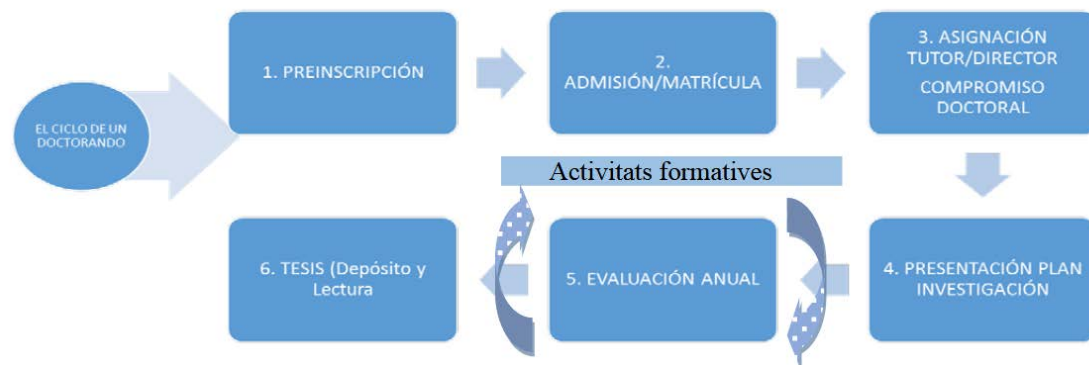 EL CICLO DE UN
DOCTORANDO
1. PREINSCRIPCIÓN
2.
ADMISIÓN/MATRÍCULA
3. ASIGNACIÓN
TUTOR/DIRECTOR
COMPROMISO
DOCTORAL
Activitats formatives
4. PRESENTACIÓN PLAN
INVESTIGACIÓN
5. EVALUACIÓN ANUAL
6. TESIS (Depósito y
Lectura